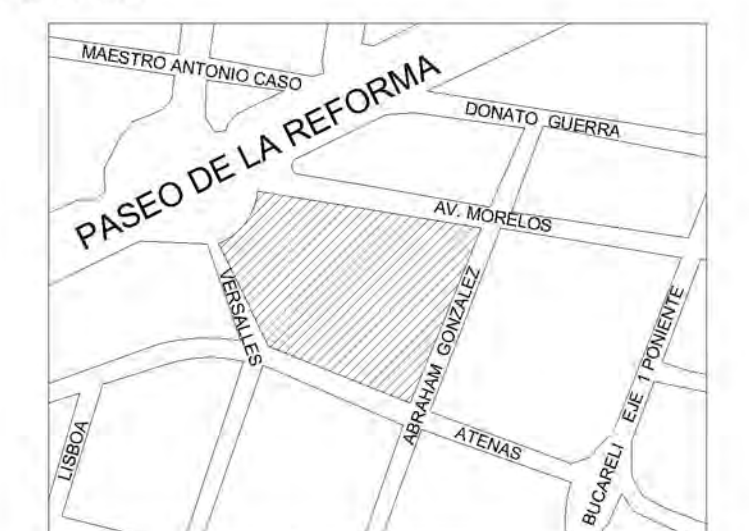 MAESTRO ANTONIO CASO
PASEO DE LA REFORMA
DONATO GUERRA
AV. MORELOS
VERSALLES
ABRAHAM GONZALEZ
EJE 1 PONIENTE
BUCARELI
ATENAS
LISBOA